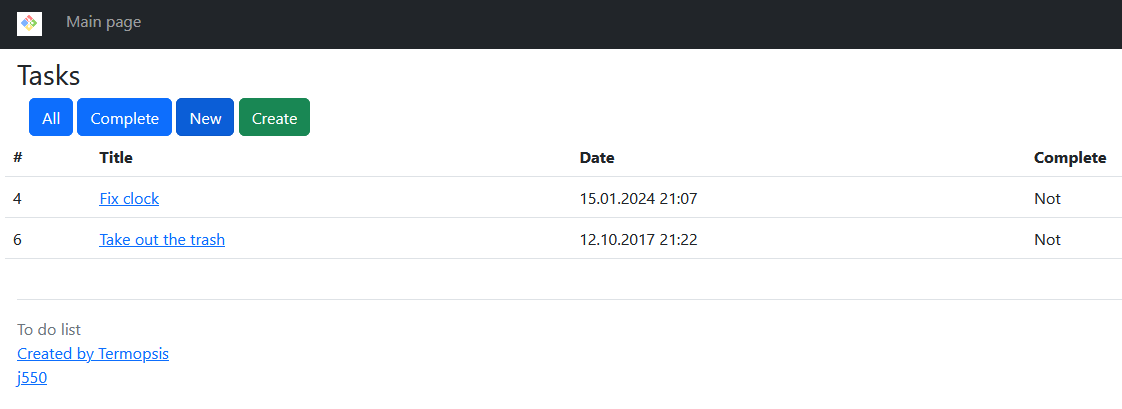 Main page
Tasks
All Complete New Create
# Title Date Complete
4 Fix clock 15.01.2024 21:07 Not
6 Take out the trash 12.10.2017 21:22 Not
To do list
Created by Termopsis
j550